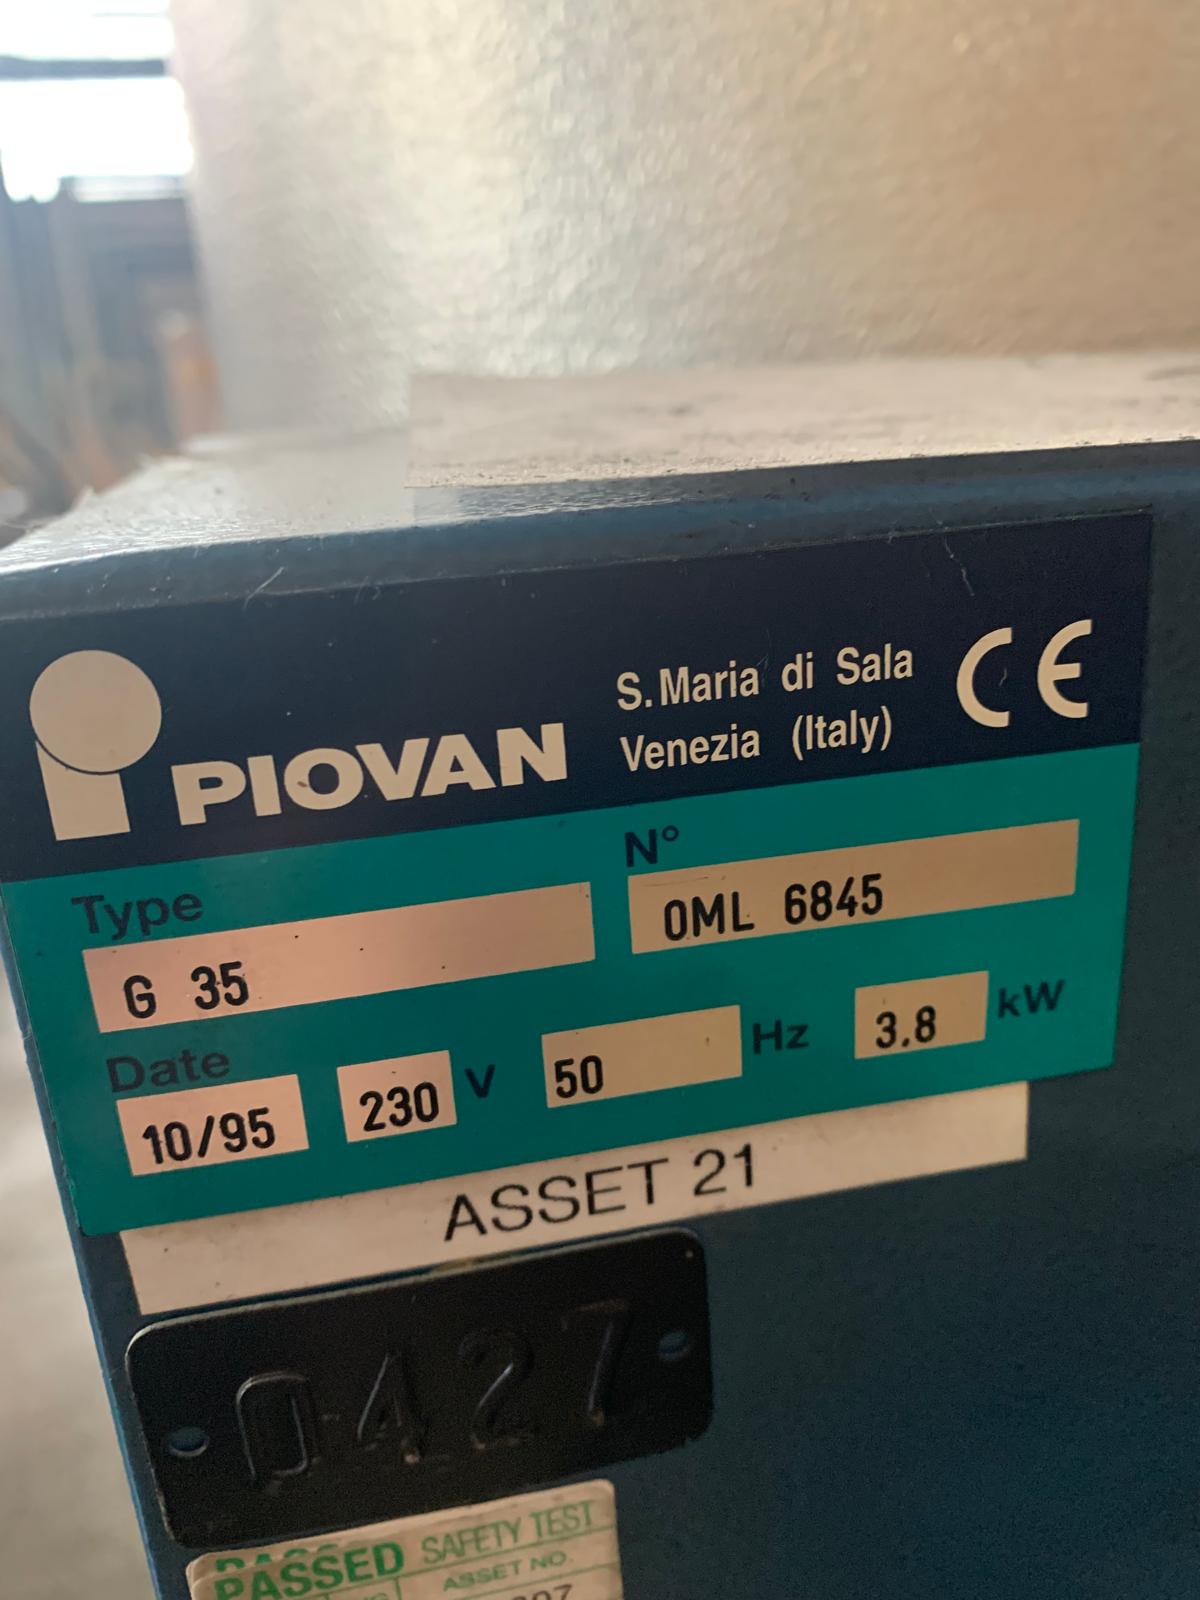 PIOVAN
S. Maria di Sala
Venezia (Italy)
CE
Type
N°
G 35
0ML 6845
Date
10/95
230 V
50 Hz
3.8 kW
ASSET 21
0427
PASSED SAFETY TEST
ASSET NO.